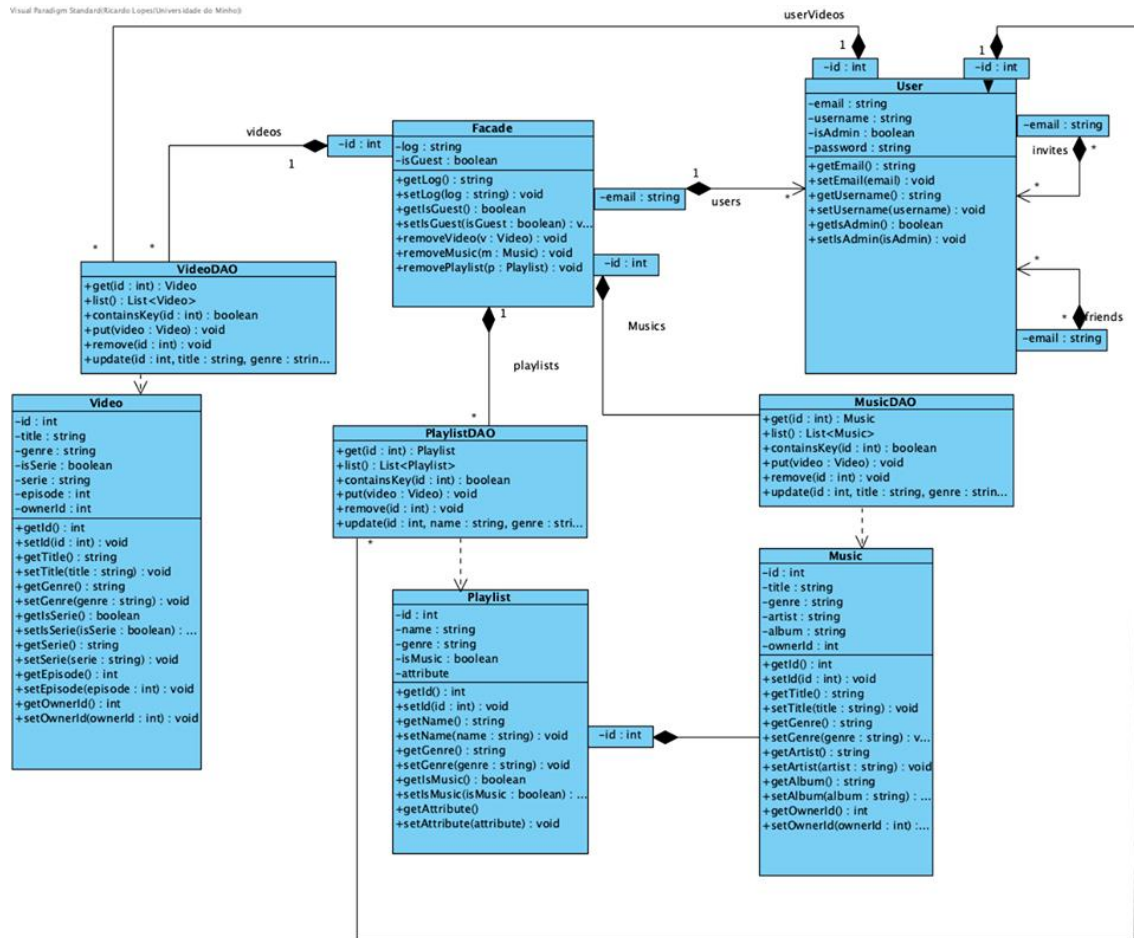 Visual Paradigm Standard(Ricardo Lopes(Universidade do Minho))
userVideos
1
1
-id : int
-id : int
User
-email : string
-username : string
-isAdmin : boolean
-password : string
+getEmail() : string
+setEmail(email) : void
+getUsername() : string
+setUsername(username) : void
+getIsAdmin() : boolean
+setIsAdmin(isAdmin) : void
-email : string
invites
*
*
*
*
friends
-email : string
videos
1
-id : int
Facade
-log : string
-isGuest : boolean
+getLog() : string
+setLog(log : string) : void
+getIsGuest() : boolean
+setIsGuest(isGuest : boolean) : v...
+removeVideo(v : Video) : void
+removeMusic(m : Music) : void
+removePlaylist(p : Playlist) : void
-email : string
1
users
*
-id : int
Musics
1
playlists
*
*
*
VideoDAO
+get(id : int) : Video
+list() : List<Video>
+containsKey(id : int) : boolean
+put(video : Video) : void
+remove(id : int) : void
+update(id : int, title : string, genre : strin...
Video
-id : int
-title : string
-genre : string
-isSerie : boolean
-serie : string
-episode : int
-ownerId : int
+getId() : int
+setId(id : int) : void
+getTitle() : string
+setTitle(title : string) : void
+getGenre() : string
+setGenre(genre : string) : void
+getIsSerie() : boolean
+setIsSerie(isSerie : boolean) : ...
+getSerie() : string
+setSerie(serie : string) : void
+getEpisode() : int
+setEpisode(episode : int) : void
+getOwnerId() : int
+setOwnerId(ownerId : int) : void
PlaylistDAO
+get(id : int) : Playlist
+list() : List<Playlist>
+containsKey(id : int) : boolean
+put(video : Video) : void
+remove(id : int) : void
+update(id : int, name : string, genre : stri...
*
Playlist
-id : int
-name : string
-genre : string
-isMusic : boolean
-attribute
+getId() : int
+setId(id : int) : void
+getName() : string
+setName(name : string) : void
+getGenre() : string
+setGenre(genre : string) : void
+getIsMusic() : boolean
+setIsMusic(isMusic : boolean) : ...
+getAttribute()
+setAttribute(attribute) : void
-id : int
MusicDAO
+get(id : int) : Music
+list() : List<Music>
+containsKey(id : int) : boolean
+put(video : Video) : void
+remove(id : int) : void
+update(id : int, title : string, genre : strin...
Music
-id : int
-title : string
-genre : string
-artist : string
-album : string
-ownerId : int
+getId() : int
+setId(id : int) : void
+getTitle() : string
+setTitle(title : string) : void
+getGenre() : string
+setGenre(genre : string) : v...
+getArtist() : string
+setArtist(artist : string) : void
+getAlbum() : string
+setAlbum(album : string) : ...
+getOwnerId() : int
+setOwnerId(ownerId : int) :...